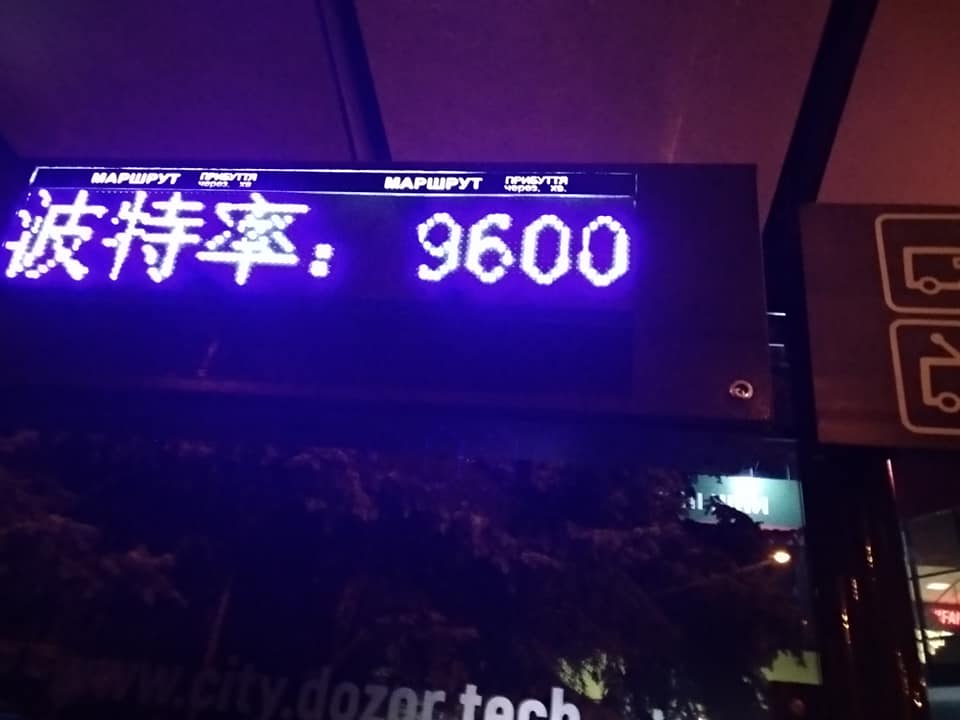 МАРШРУТ ПРИБУТТЯ МАРШРУТ ПРИБУТТЯ
через, хв. через, хв.
波特率: 9600
www.city.dozor.tech